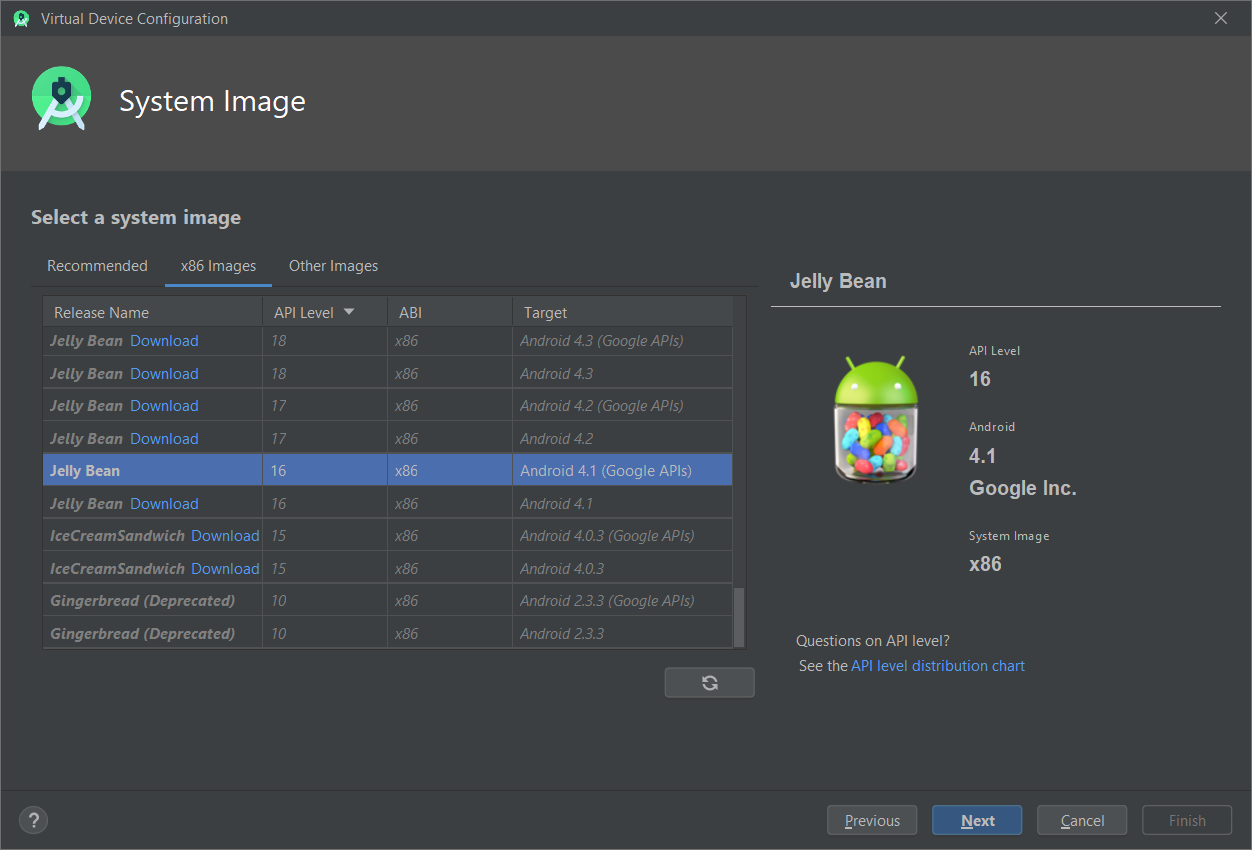 Virtual Device Configuration
System Image
Select a system image
Recommended x86 Images Other Images
Release Name API Level ABI Target
Jelly Bean Download 18 x86 Android 4.3 (Google APIs)
Jelly Bean Download 18 x86 Android 4.3
Jelly Bean Download 17 x86 Android 4.2 (Google APIs)
Jelly Bean Download 17 x86 Android 4.2
Jelly Bean 16 x86 Android 4.1 (Google APIs)
Jelly Bean Download 16 x86 Android 4.1
IceCreamSandwich Download 15 x86 Android 4.0.3 (Google APIs)
IceCreamSandwich Download 15 x86 Android 4.0.3
Gingerbread (Deprecated) 10 x86 Android 2.3.3 (Google APIs)
Gingerbread (Deprecated) 10 x86 Android 2.3.3
Jelly Bean
API Level
16
Android
4.1
Google Inc.
System Image
x86
Questions on API level?
See the API level distribution chart
? Previous Next Cancel Finish